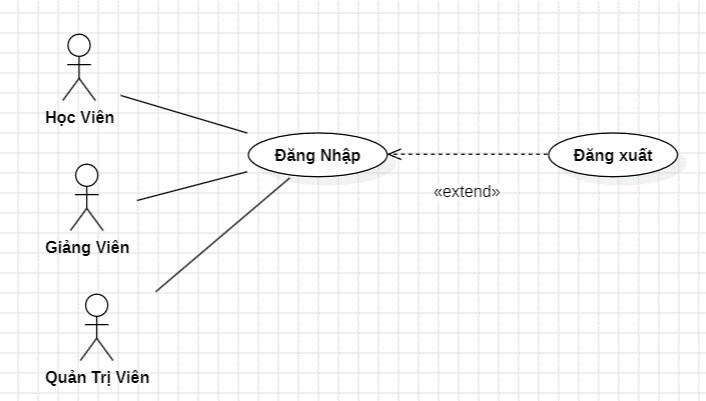 Học Viên
Đăng Nhập
Đăng xuất
«extend»
Giảng Viên
Quản Trị Viên